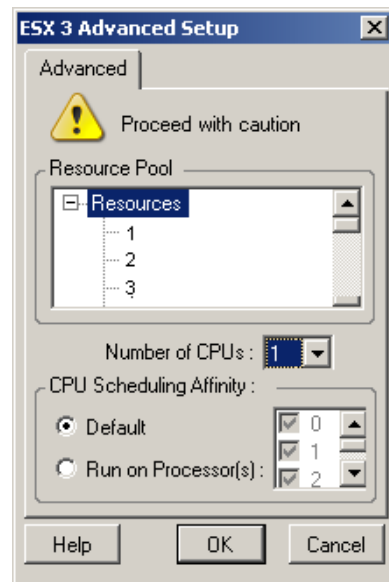 ESX 3 Advanced Setup
Advanced
Proceed with caution
Resource Pool
Resources
1
2
3
Number of CPUs : 1
CPU Scheduling Affinity :
Default
0
1
Run on Processor(s) :
2
Help OK Cancel